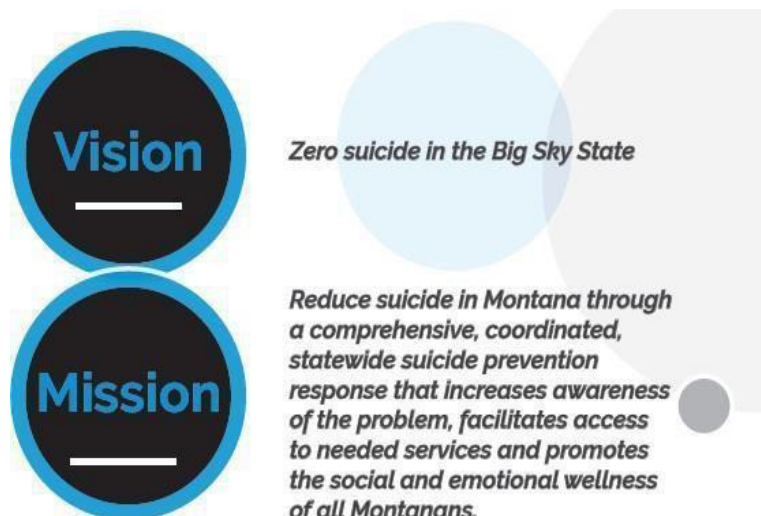 Vision
Zero suicide in the Big Sky State
Mission
Reduce suicide in Montana through
a comprehensive, coordinated,
statewide suicide prevention
response that increases awareness
of the problem, facilitates access
to needed services and promotes
the social and emotional wellness
of all Montanans.